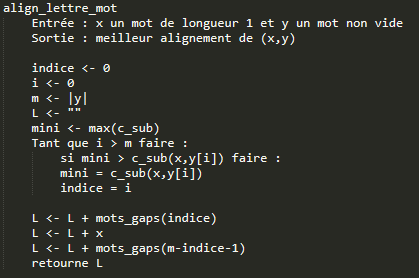 align_lettre_mot
Entrée : x un mot de longueur 1 et y un mot non vide
Sortie : meilleur alignement de (x,y)
indice <- 0
i <- 0
m <- |y|
L <- ""
mini <- max(c_sub)
Tant que i > m faire :
si mini > c_sub(x,y[i]) faire :
mini = c_sub(x,y[i])
indice = i
L <- L + mots_gaps(indice)
L <- L + x
L <- L + mots_gaps(m-indice-1)
retourne L